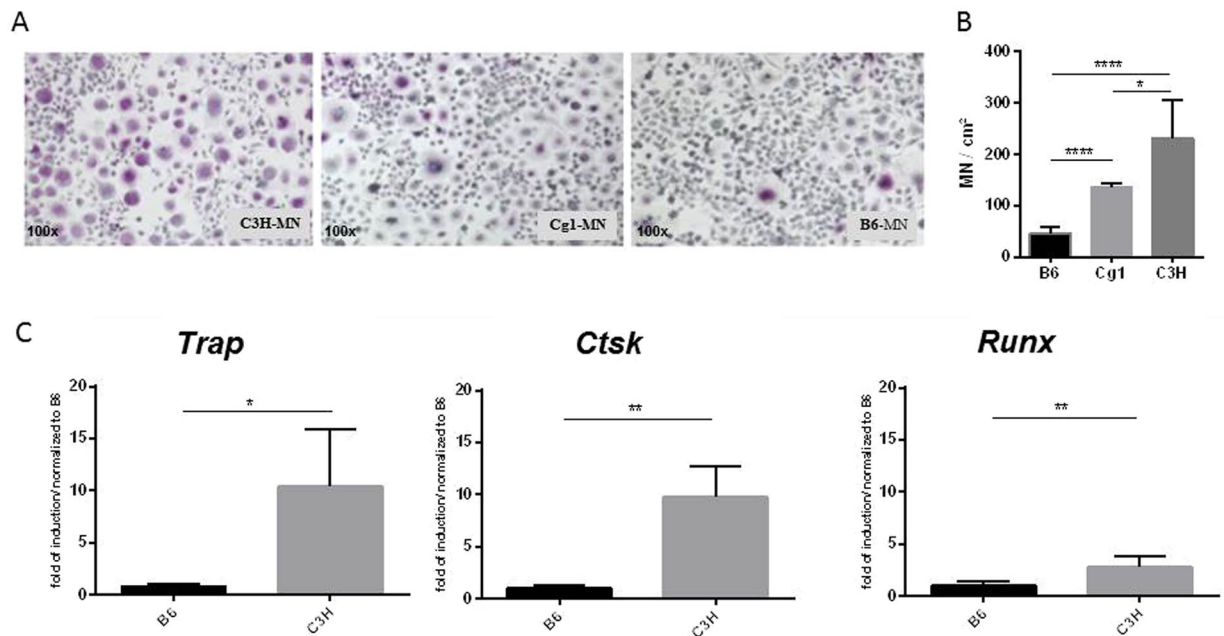 A
100x
C3H-MN
100x
Cg1-MN
100x
B6-MN
B
MN / cm²
400
300
200
100
0
****
*
****
B6 Cg1 C3H
C
Trap
fold of induction/normalized to B6
20
15
10
5
0
*
B6
C3H
Ctsk
fold of induction/normalized to B6
20
15
10
5
0
**
B6
C3H
Runx
fold of induction/normalized to B6
20
15
10
5
0
**
B6
C3H